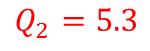 Q₂ = 5.3